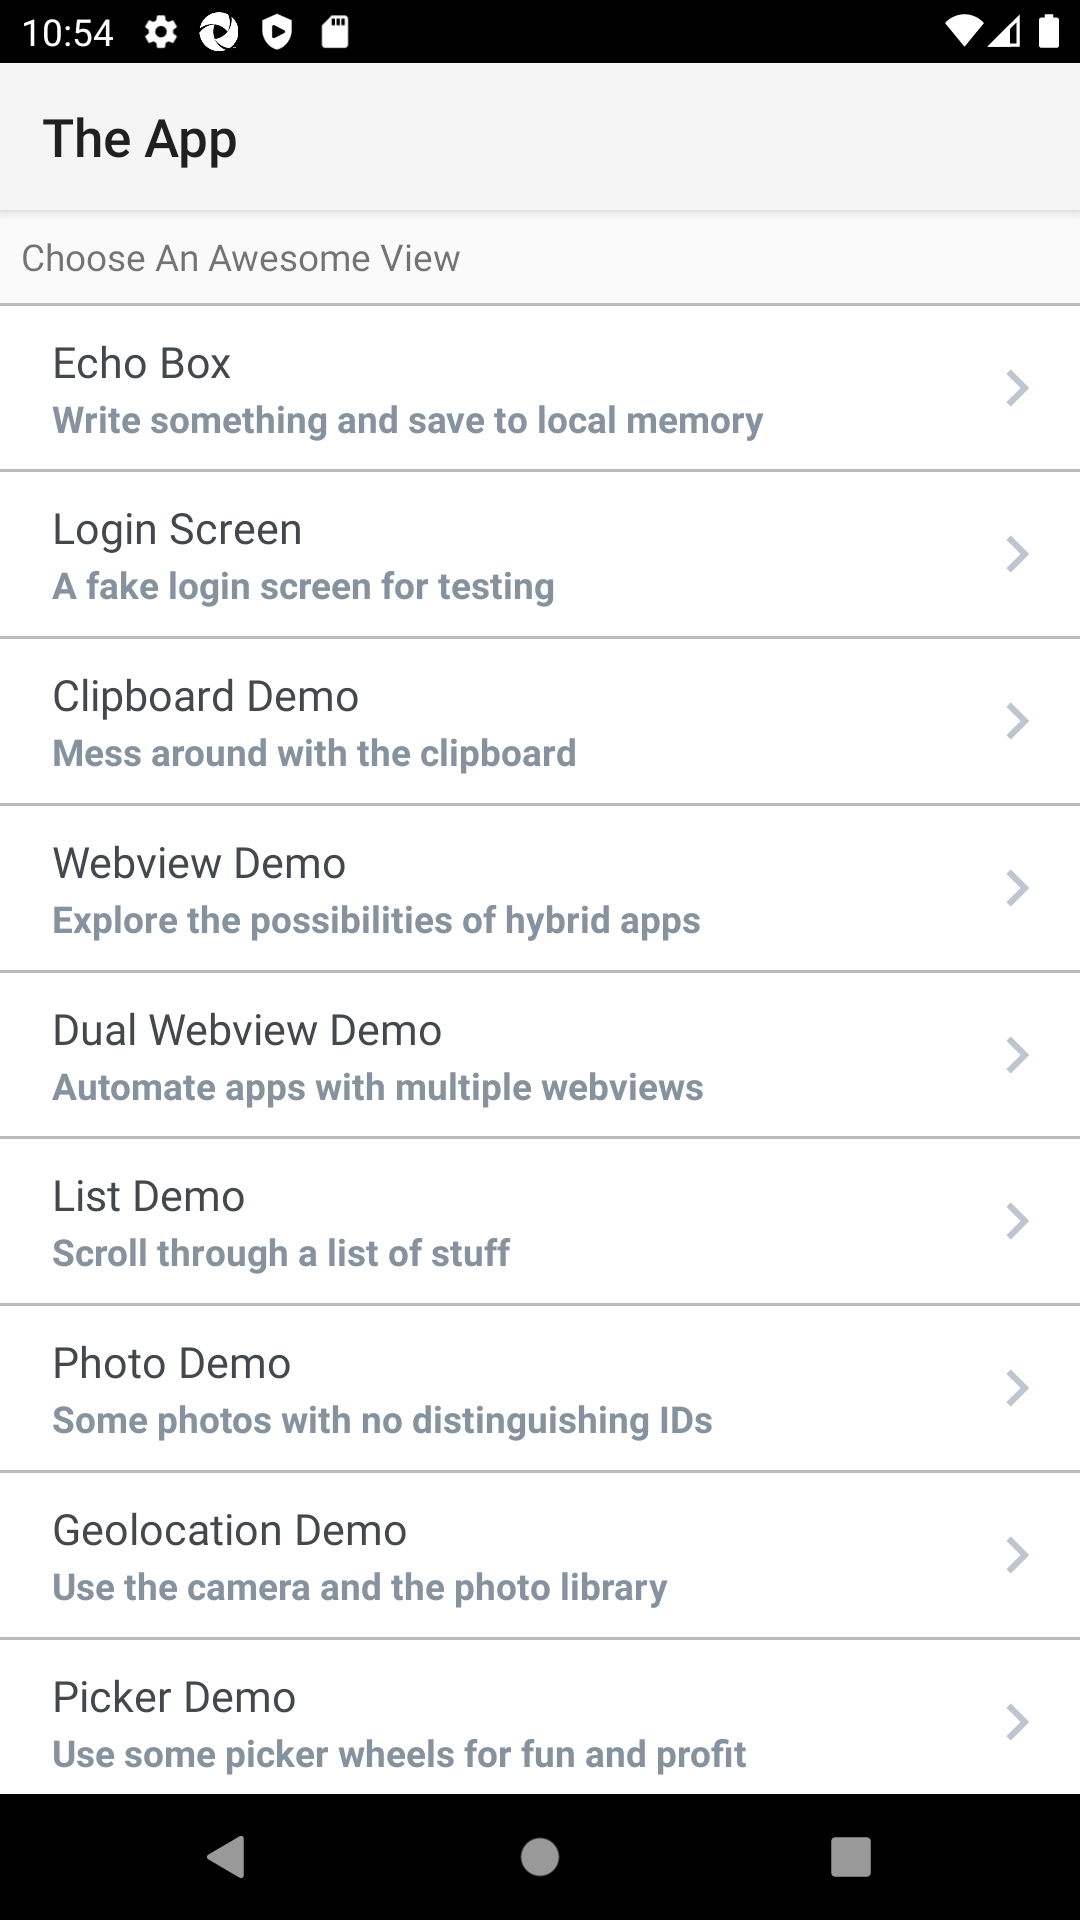 10:54
The App
Choose An Awesome View
Echo Box
Write something and save to local memory
Login Screen
A fake login screen for testing
Clipboard Demo
Mess around with the clipboard
Webview Demo
Explore the possibilities of hybrid apps
Dual Webview Demo
Automate apps with multiple webviews
List Demo
Scroll through a list of stuff
Photo Demo
Some photos with no distinguishing IDs
Geolocation Demo
Use the camera and the photo library
Picker Demo
Use some picker wheels for fun and profit